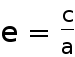 e = c/a